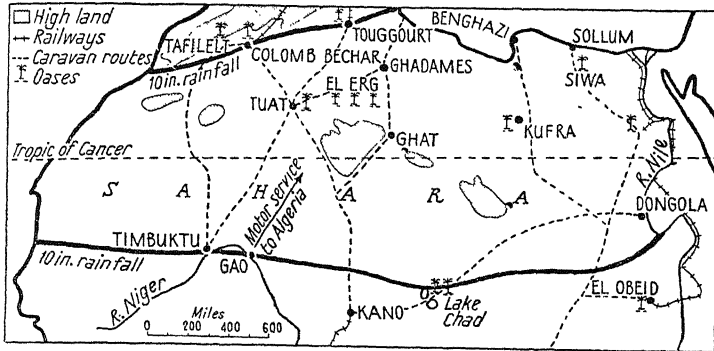 High land
Railways
Caravan routes
Oases
TAFILELT
COLOMB BECHAR
TOUGGOURT
BENGHAZI
SOLLUM
10 in. rainfall
GHADAMES
SIWA
EL ERG
TUAT
GHAT
KUFRA
Tropic of Cancer
R. Nile
S A H A R A
Motor service
to Algeria
DONGOLA
TIMBUKTU
GAO
10 in. rainfall
R. Niger
Miles
0 200 400 600
KANO
Lake
Chad
EL OBEID